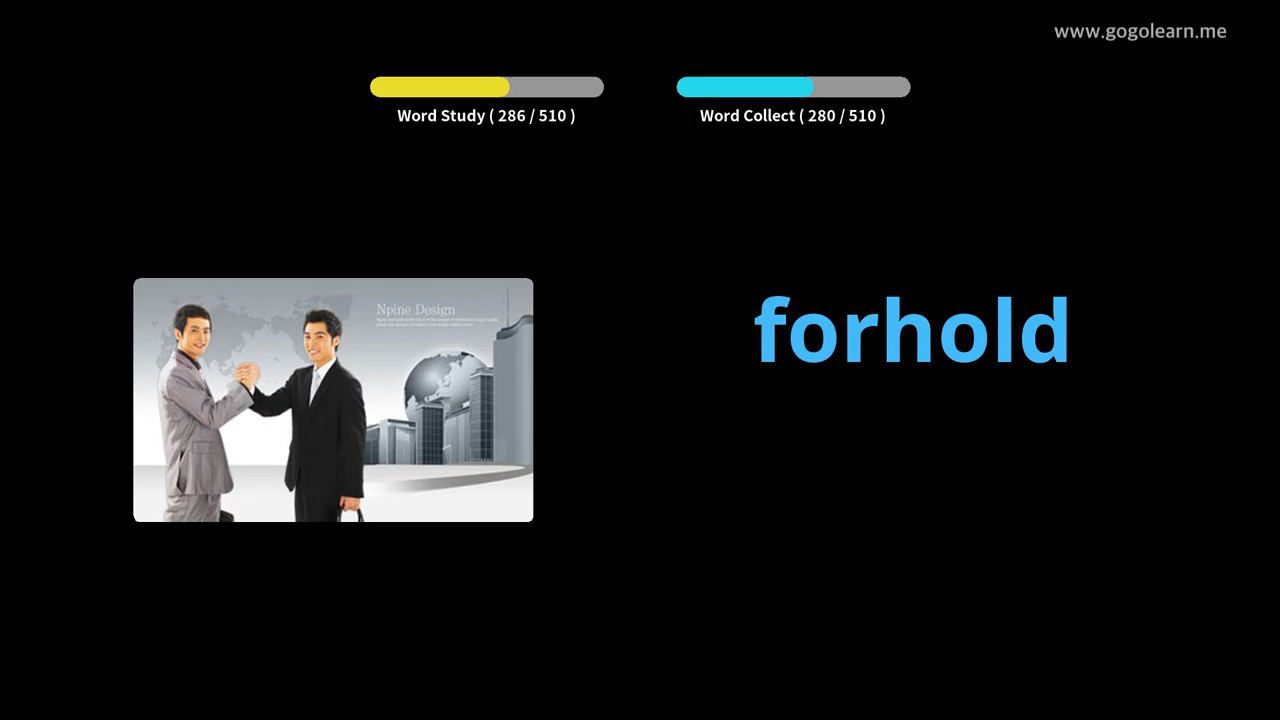 www.gogolearn.me
Word Study ( 286 / 510 )
Word Collect ( 280 / 510 )
Npine Design
forhold